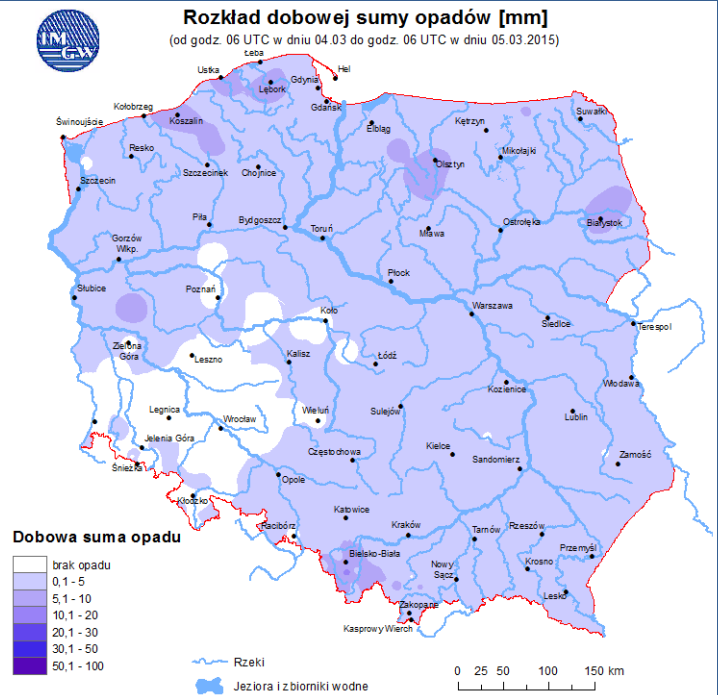 Rozkład dobowej sumy opadów [mm]
(od godz. 06 UTC w dniu 04.03 do godz. 06 UTC w dniu 05.03.2015)
IM
GW
Łeba
Ustka
Hel
Gdynia
Lębork
Gdańsk
Kołobrzeg
Koszalin
Suwałki
Świnoujście
Elbląg
Kętrzyn
Resko
Mikołajki
Szczecinek
Chojnice
Olsztyn
Szczecin
Piła
Bydgoszcz
Toruń
Mława
Ostrołęka
Białystok
Gorzów
Wlkp.
Płock
Słubice
Poznań
Koło
Warszawa
Siedlce
Terespol
Zielona
Góra
Leszno
Kalisz
Łódź
Włodawa
Kozienice
Legnica
Wrocław
Wieluń
Sulejów
Lublin
Jelenia Góra
Śnieżka
Częstochowa
Kielce
Sandomierz
Zamość
Opole
Kłodzko
Katowice
Racibórz
Kraków
Tarnów
Rzeszów
Przemyśl
Bielsko-Biała
Nowy
Sącz
Krosno
Lesko
Zakopane
Kasprowy Wierch
Dobowa suma opadu
brak opadu
0,1 - 5
5,1 - 10
10,1 - 20
20,1 - 30
30,1 - 50
50,1 - 100
Rzeki
Jeziora i zbiorniki wodne
0 25 50 100 150 km